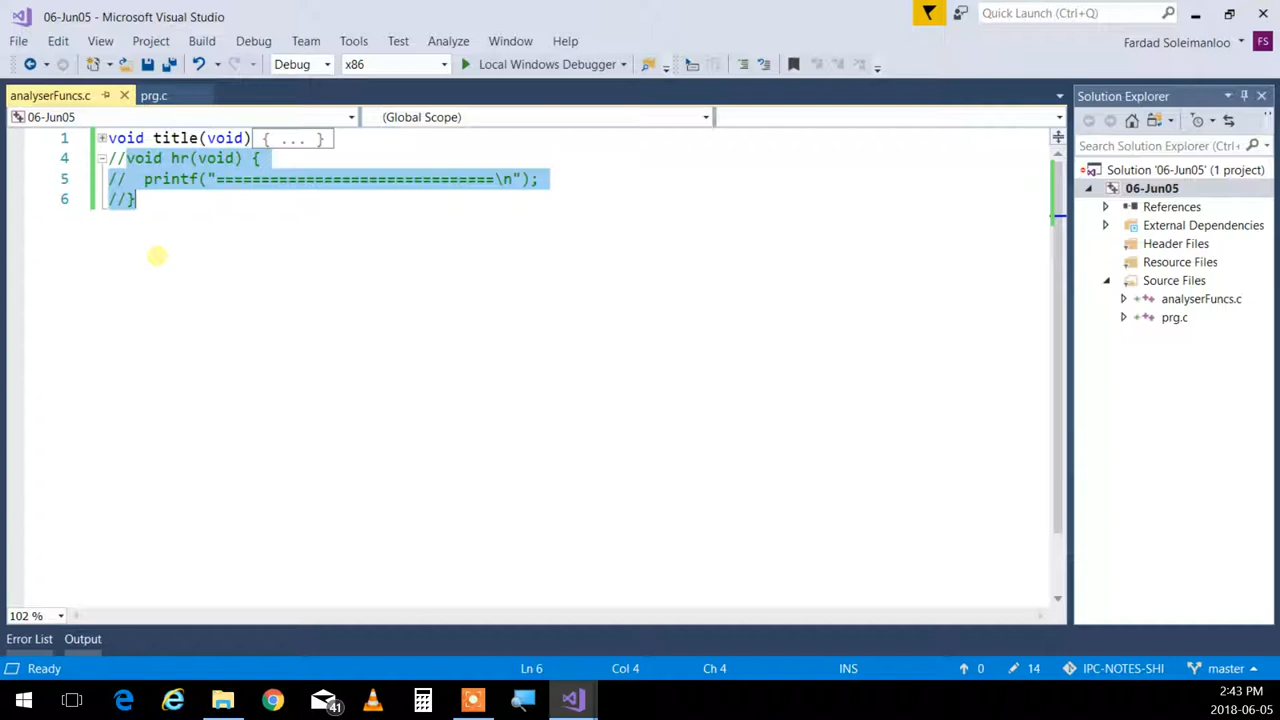 06-Jun05 - Microsoft Visual Studio
Quick Launch (Ctrl+Q)
File Edit View Project Build Debug Team Tools Test Analyze Window Help
Fardad Soleimanloo FS
Debug x86 Local Windows Debugger
analyserFuncs.c prg.c
06-Jun05 (Global Scope)
1 void title(void) { ... }
4 //void hr(void) {
5 // printf("===============================\n");
6 //}
Solution Explorer
Search Solution Explorer (Ctrl+
Solution '06-Jun05' (1 project)
06-Jun05
References
External Dependencies
Header Files
Resource Files
Source Files
analyserFuncs.c
prg.c
102 %
Error List Output
Ready Ln 6 Col 4 Ch 4 INS 0 14 IPC-NOTES-SHI master
41
2:43 PM
2018-06-05